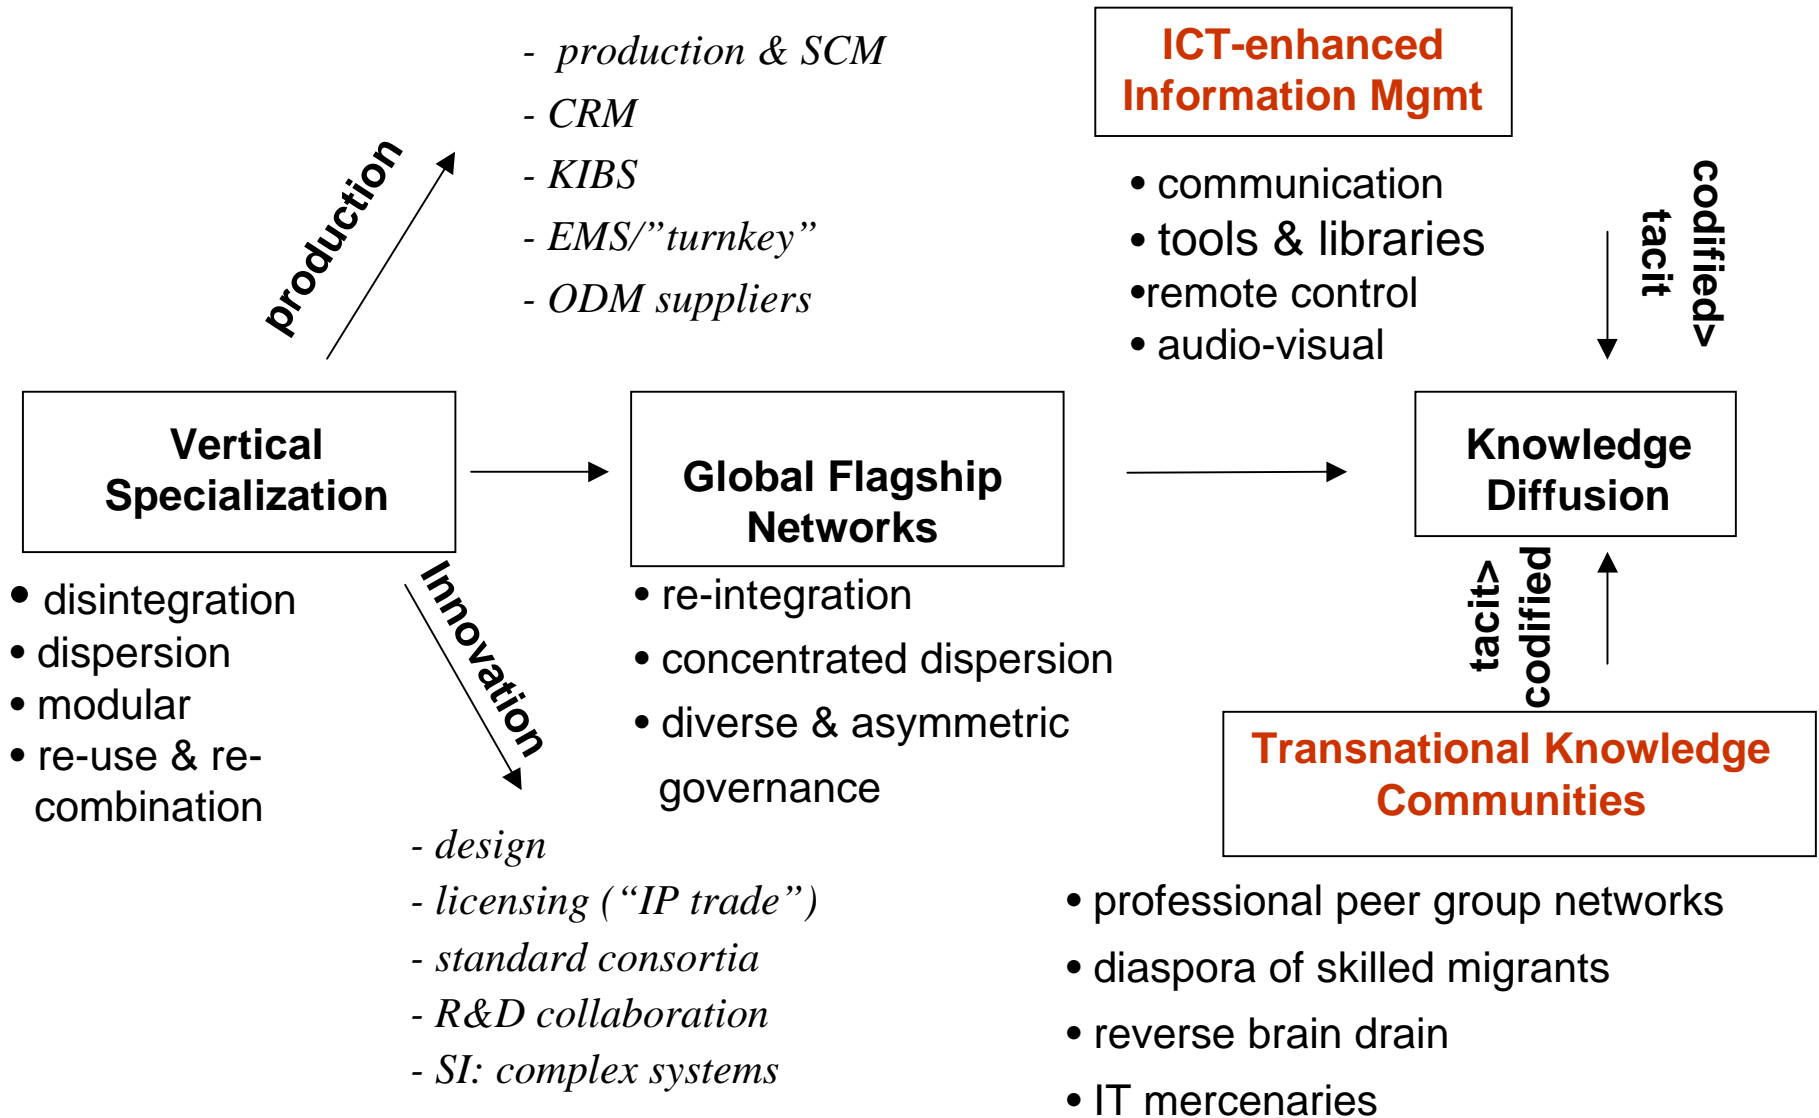 - production & SCM
- CRM
- KIBS
- EMS/”turnkey”
- ODM suppliers
production
ICT-enhanced
Information Mgmt
• communication
• tools & libraries
•remote control
• audio-visual
codified>
tacit
Vertical
Specialization
Global Flagship
Networks
Knowledge
Diffusion
• disintegration
• dispersion
• modular
• re-use & re-
combination
Innovation
• re-integration
• concentrated dispersion
• diverse & asymmetric
governance
tacit>
codified
Transnational Knowledge
Communities
- design
- licensing (“IP trade”)
- standard consortia
- R&D collaboration
- SI: complex systems
• professional peer group networks
• diaspora of skilled migrants
• reverse brain drain
• IT mercenaries